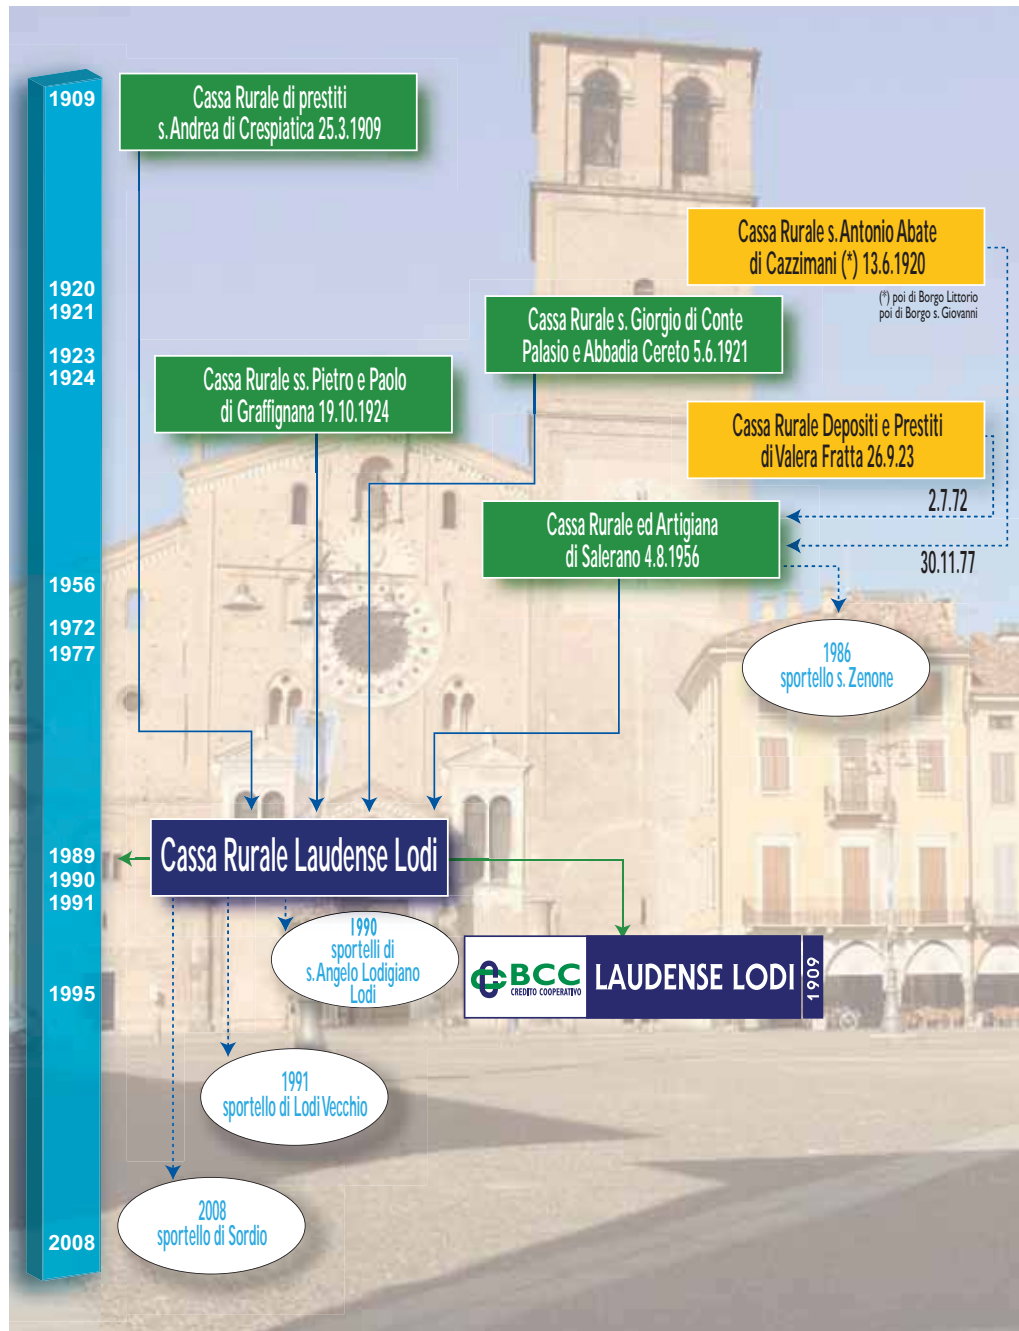 1909
Cassa Rurale di prestiti
s. Andrea di Crespiatica 25.3.1909
Cassa Rurale s. Antonio Abate
di Cazzimani (*) 13.6.1920
(*) poi di Borgo Littorio
poi di Borgo s. Giovanni
1920
1921
Cassa Rurale s. Giorgio di Conte
Palasio e Abbadia Cereto 5.6.1921
1923
1924
Cassa Rurale ss. Pietro e Paolo
di Graffignana 19.10.1924
Cassa Rurale Depositi e Prestiti
di Valera Fratta 26.9.23
2.7.72
Cassa Rurale ed Artigiana
di Salerano 4.8.1956
30.11.77
1956
1972
1977
1986
sportello s. Zenone
Cassa Rurale Laudense Lodi
1989
1990
1991
1990
sportelli di
s. Angelo Lodigiano
Lodi
BCC
CREDITO COOPERATIVO
LAUDENSE LODI
1909
1995
1991
sportello di Lodi Vecchio
2008
sportello di Sordio
2008